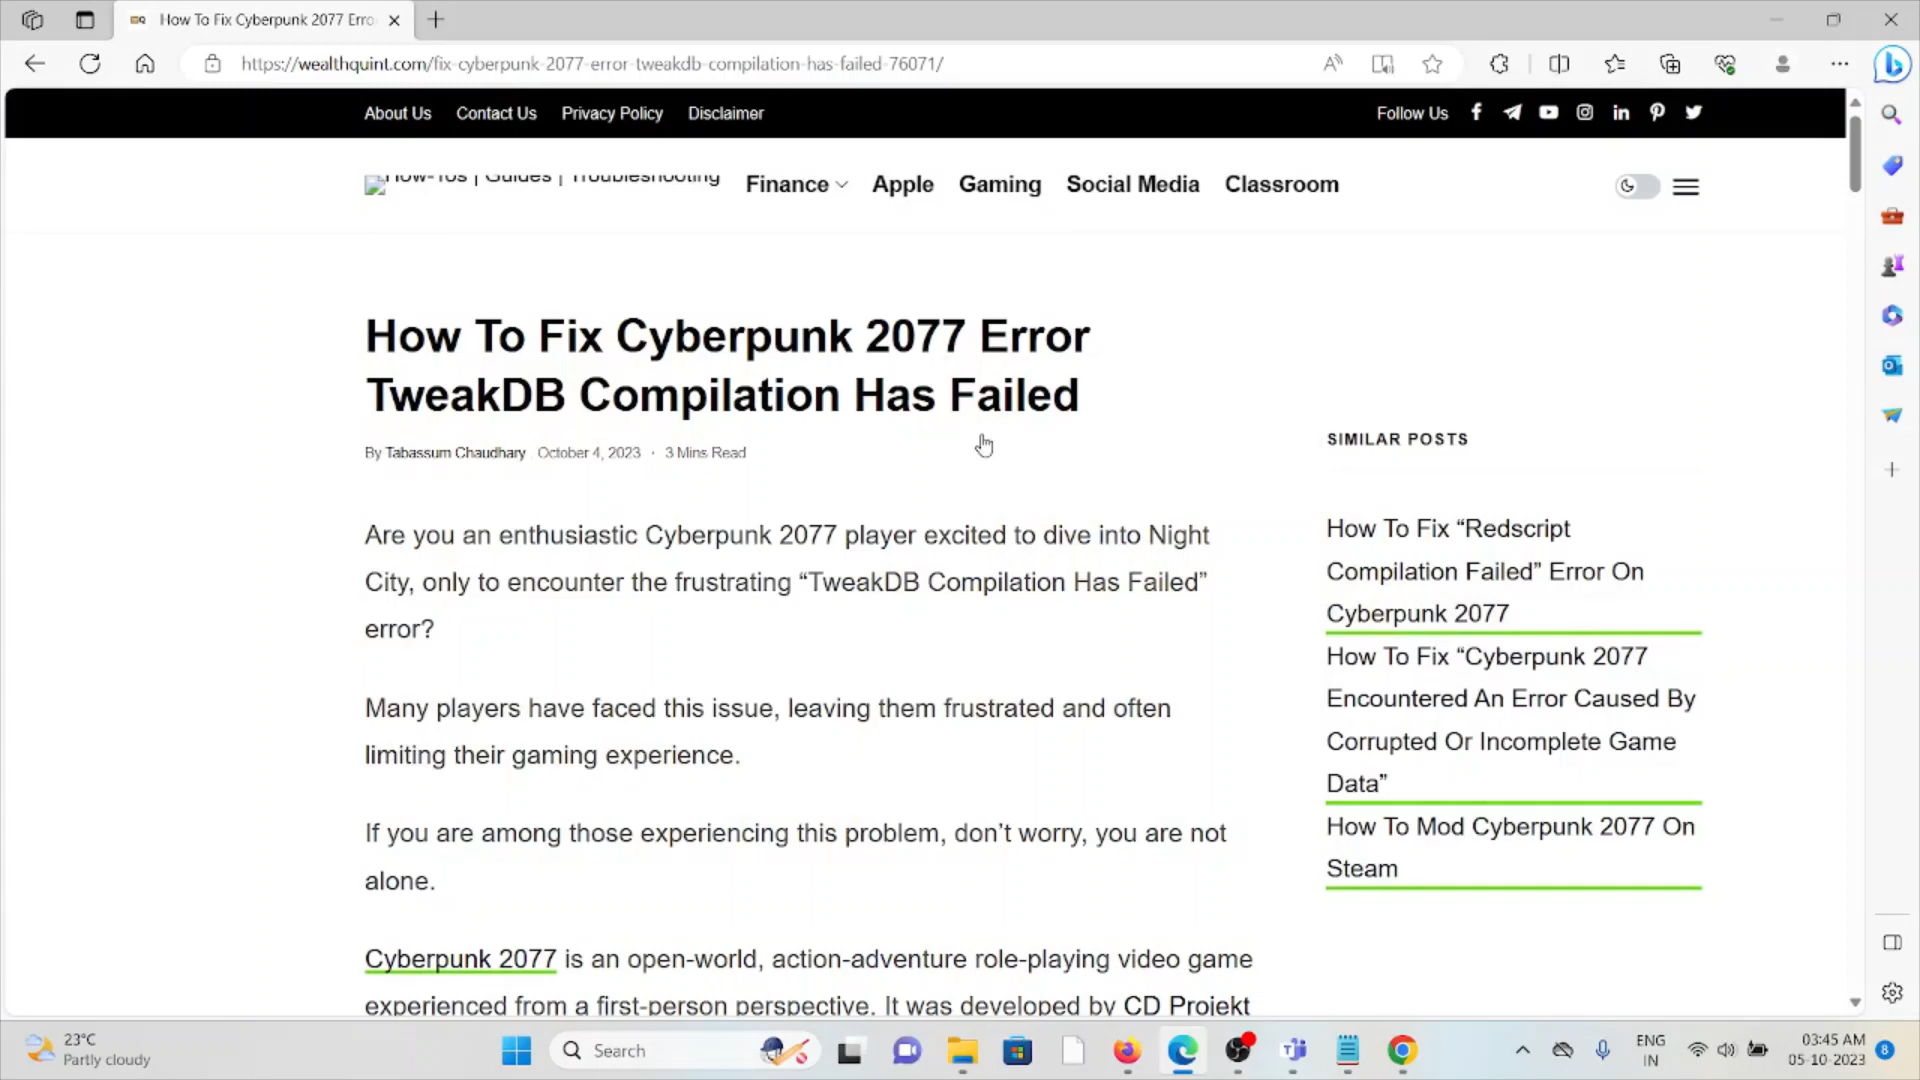 How To Fix Cyberpunk 2077 Erro
https://wealthquint.com/fix-cyberpunk-2077-error-tweakdb-compilation-has-failed-76071/
About Us Contact Us Privacy Policy Disclaimer Follow Us
How-Tos | Guides | Troubleshooting Finance Apple Gaming Social Media Classroom
How To Fix Cyberpunk 2077 Error
TweakDB Compilation Has Failed
By Tabassum Chaudhary October 4, 2023 · 3 Mins Read
Are you an enthusiastic Cyberpunk 2077 player excited to dive into Night
City, only to encounter the frustrating “TweakDB Compilation Has Failed”
error?
Many players have faced this issue, leaving them frustrated and often
limiting their gaming experience.
If you are among those experiencing this problem, don’t worry, you are not
alone.
Cyberpunk 2077 is an open-world, action-adventure role-playing video game
experienced from a first-person perspective. It was developed by CD Projekt
SIMILAR POSTS
How To Fix “Redscript
Compilation Failed” Error On
Cyberpunk 2077
How To Fix “Cyberpunk 2077
Encountered An Error Caused By
Corrupted Or Incomplete Game
Data”
How To Mod Cyberpunk 2077 On
Steam
23°C
Partly cloudy
Search
ENG
IN
03:45 AM
05-10-2023
8